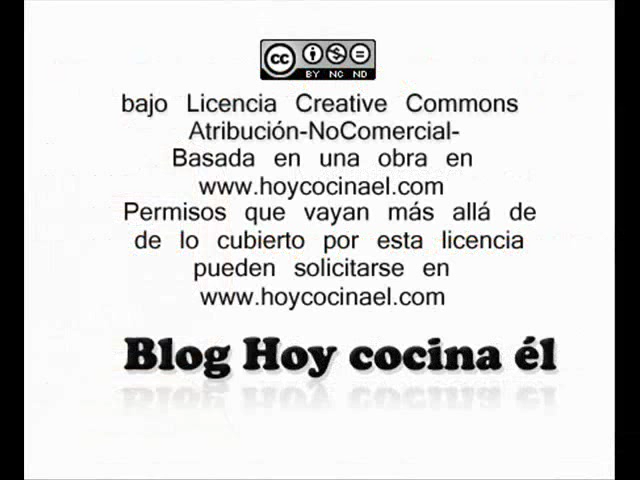 cc
BY NC ND
bajo Licencia Creative Commons
Atribución-NoComercial-
Basada en una obra en
www.hoycocinael.com
Permisos que vayan más allá de
de lo cubierto por esta licencia
pueden solicitarse en
www.hoycocinael.com
Blog Hoy cocina él